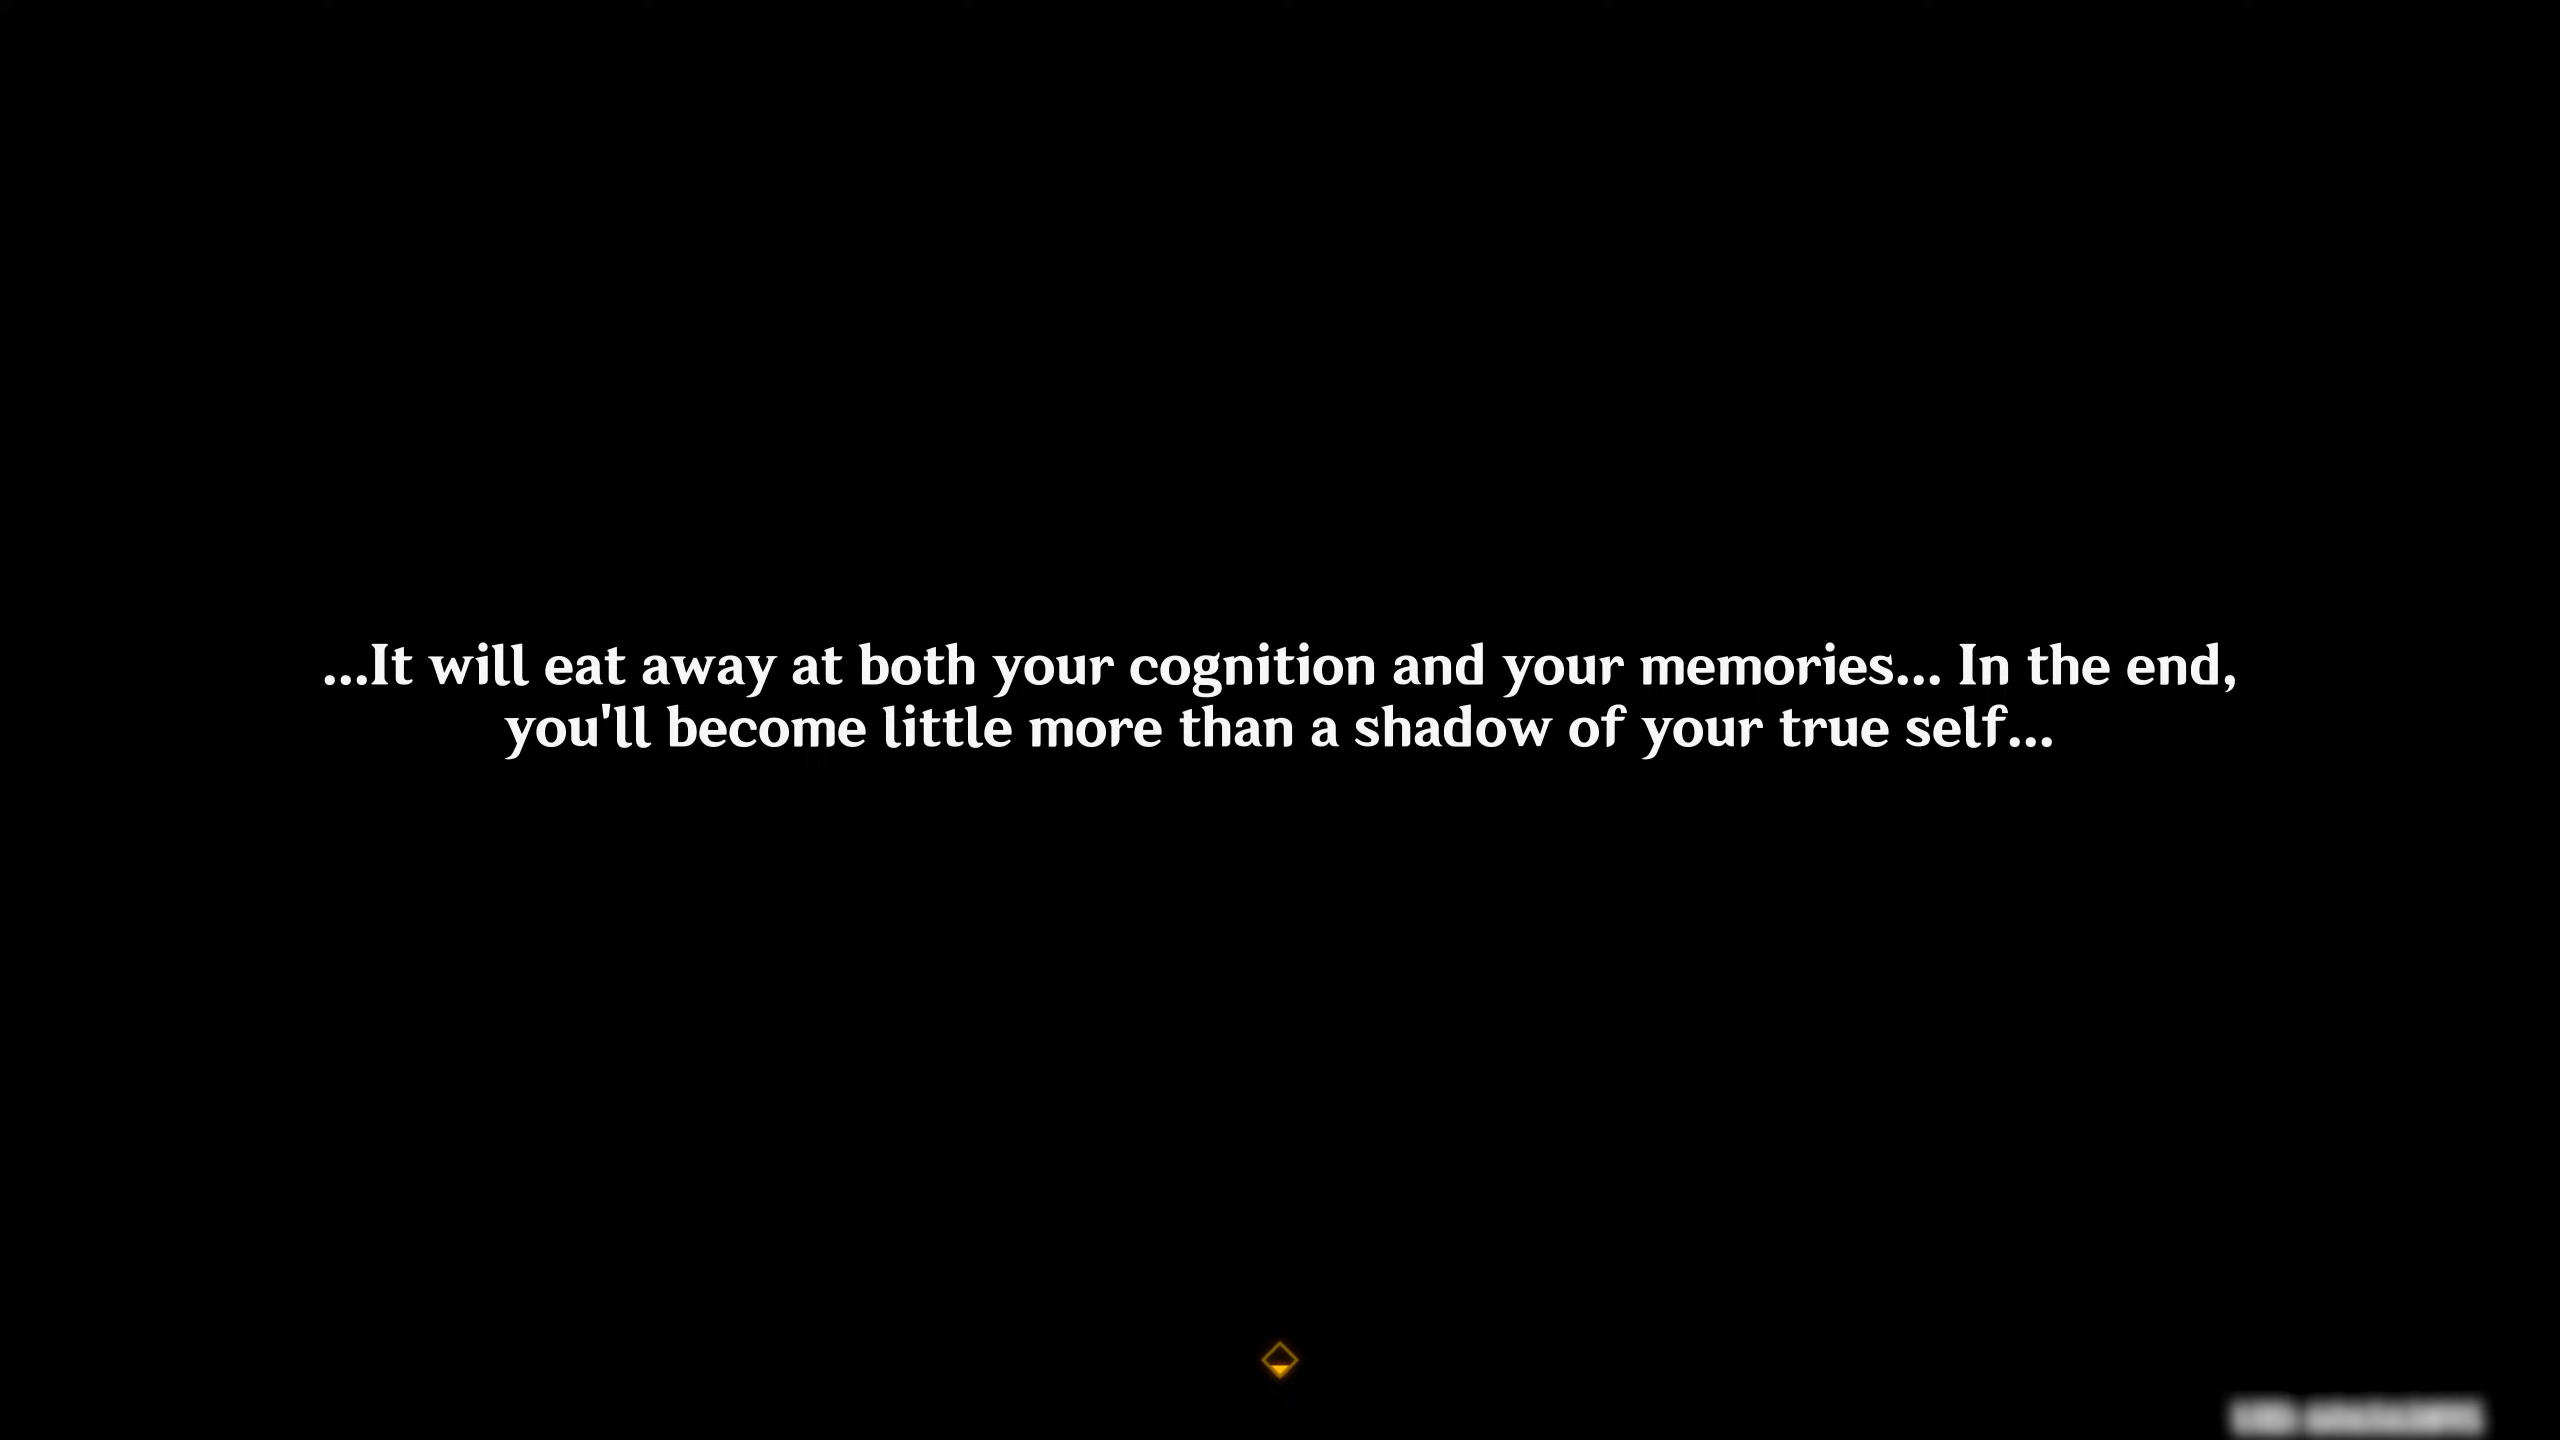 ...It will eat away at both your cognition and your memories... In the end,
you'll become little more than a shadow of your true self...